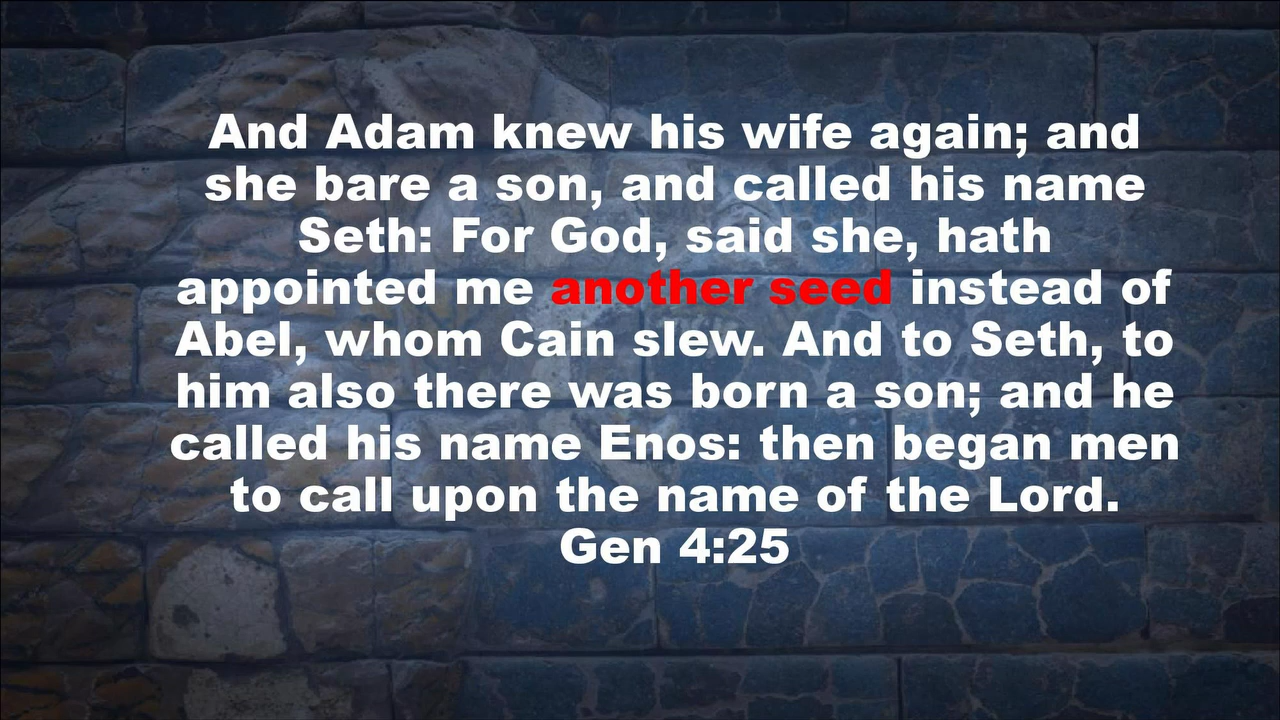 And Adam knew his wife again; and
she bare a son, and called his name
Seth: For God, said she, hath
appointed me another seed instead of
Abel, whom Cain slew. And to Seth, to
him also there was born a son; and he
called his name Enos: then began men
to call upon the name of the Lord.
Gen 4:25